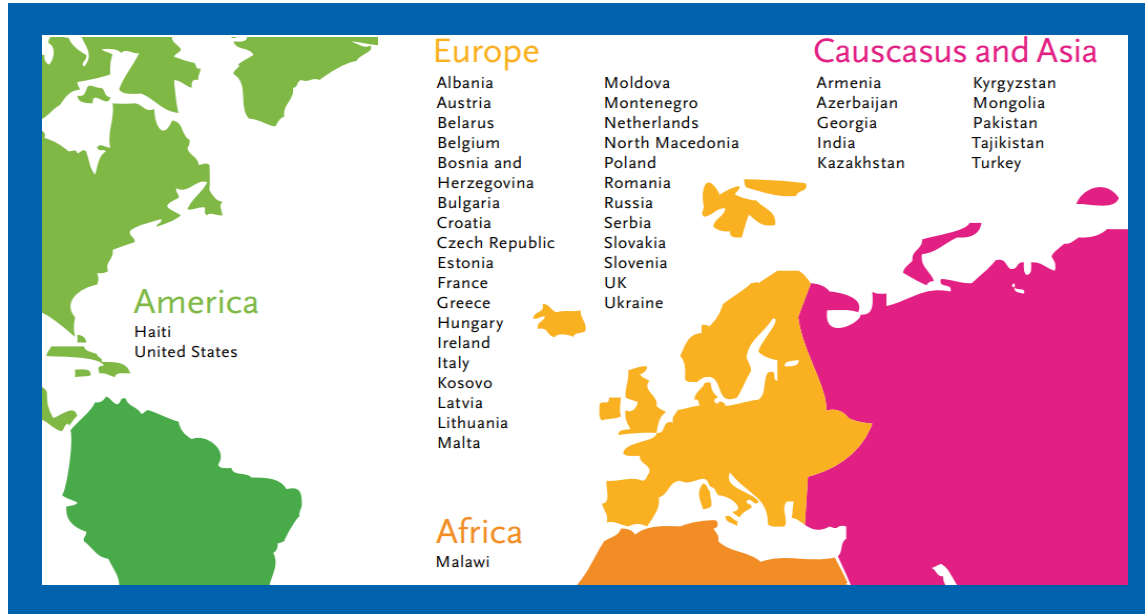 America
Haiti
United States
Europe
Albania
Austria
Belarus
Belgium
Bosnia and
Herzegovina
Bulgaria
Croatia
Czech Republic
Estonia
France
Greece
Hungary
Ireland
Italy
Kosovo
Latvia
Lithuania
Malta
Moldova
Montenegro
Netherlands
North Macedonia
Poland
Romania
Russia
Serbia
Slovakia
Slovenia
UK
Ukraine
Africa
Malawi
Causcasus and Asia
Armenia
Azerbaijan
Georgia
India
Kazakhstan
Kyrgyzstan
Mongolia
Pakistan
Tajikistan
Turkey